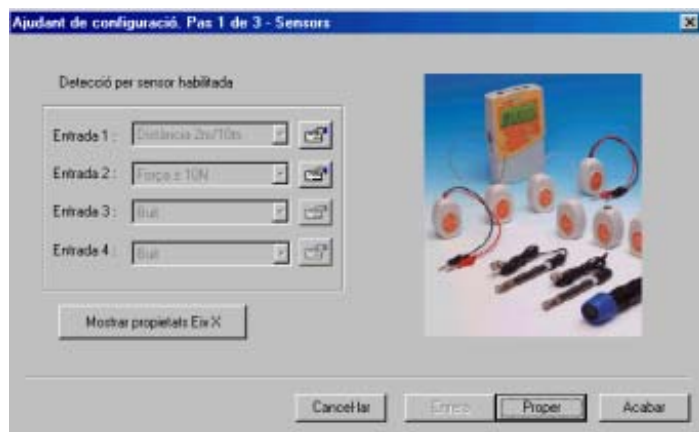 Ajudant de configuració. Pas 1 de 3 - Sensors
Detecció per sensor habilitada
Entrada 1 : Distància 2m/10m
Entrada 2 : Força ± 10N
Entrada 3 : Buit
Entrada 4 : Buit
Mostrar propietats Eix X
Cancel·lar Enrera Proper Acabar